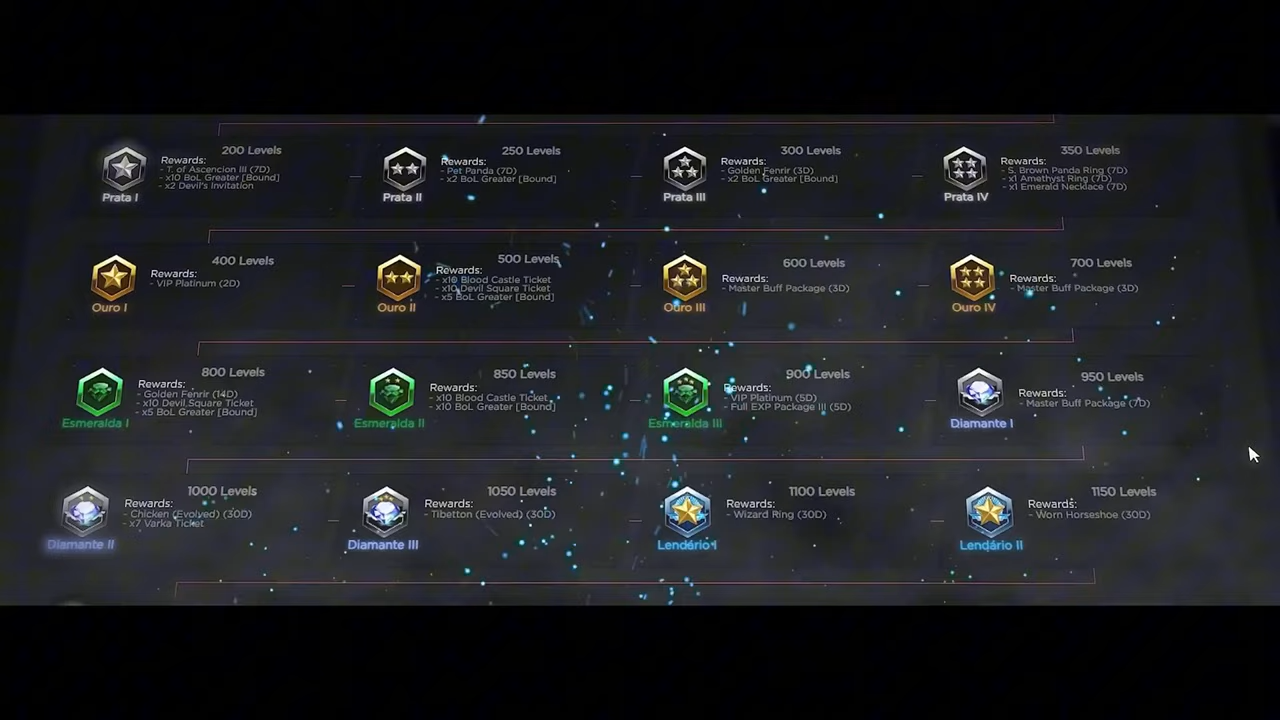 200 Levels
Rewards:
- T. of Ascencion III (7D)
- x10 BoL Greater [Bound]
- x2 Devil's Invitation
Prata I
250 Levels
Rewards:
- Pet Panda (7D)
- x2 BoL Greater [Bound]
Prata II
300 Levels
Rewards:
- Golden Fenrir (3D)
- x2 BoL Greater [Bound]
Prata III
350 Levels
Rewards:
- S. Brown Panda Ring (7D)
- x1 Amethyst Ring (7D)
- x1 Emerald Necklace (7D)
Prata IV
400 Levels
Rewards:
- VIP Platinum (2D)
Ouro I
500 Levels
Rewards:
- x10 Blood Castle Ticket
- x10 Devil Square Ticket
- x5 BoL Greater [Bound]
Ouro II
600 Levels
Rewards:
- Master Buff Package (3D)
Ouro III
700 Levels
Rewards:
- Master Buff Package (3D)
Ouro IV
800 Levels
Rewards:
- Golden Fenrir (14D)
- x10 Devil Square Ticket
- x5 BoL Greater [Bound]
Esmeralda I
850 Levels
Rewards:
- x10 Blood Castle Ticket
- x10 BoL Greater [Bound]
Esmeralda II
900 Levels
Rewards:
- VIP Platinum (5D)
- Full EXP Package III (5D)
Esmeralda III
950 Levels
Rewards:
- Master Buff Package (7D)
Diamante I
1000 Levels
Rewards:
- Chicken (Evolved) (30D)
- x7 Varka Ticket
Diamante II
1050 Levels
Rewards:
- Tibetton (Evolved) (30D)
Diamante III
1100 Levels
Rewards:
- Wizard Ring (30D)
Lendário I
1150 Levels
Rewards:
- Worn Horseshoe (30D)
Lendário II